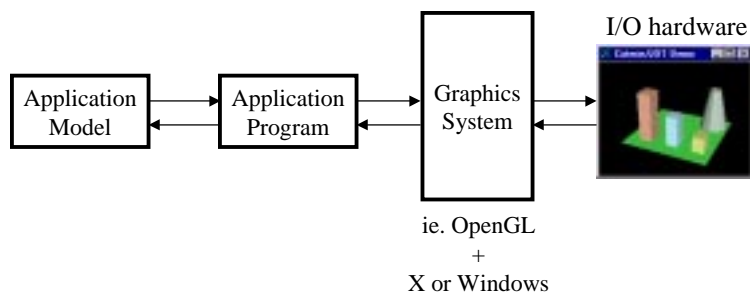 I/O hardware
Application
Model
Application
Program
Graphics
System
ie. OpenGL
+
X or Windows